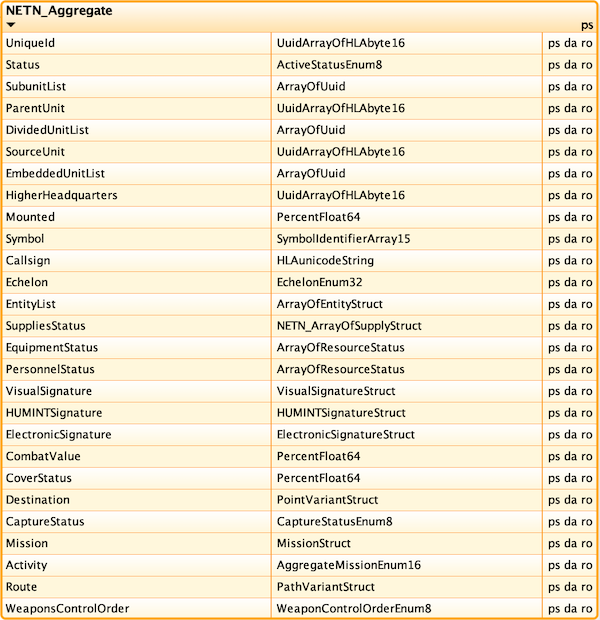 NETN_Aggregate
ps
UniqueId UuidArrayOfHLAbyte16 ps da ro
Status ActiveStatusEnum8 ps da ro
SubunitList ArrayOfUuid ps da ro
ParentUnit UuidArrayOfHLAbyte16 ps da ro
DividedUnitList ArrayOfUuid ps da ro
SourceUnit UuidArrayOfHLAbyte16 ps da ro
EmbeddedUnitList ArrayOfUuid ps da ro
HigherHeadquarters UuidArrayOfHLAbyte16 ps da ro
Mounted PercentFloat64 ps da ro
Symbol SymbolIdentifierArray15 ps da ro
Callsign HLAunicodeString ps da ro
Echelon EchelonEnum32 ps da ro
EntityList ArrayOfEntityStruct ps da ro
SuppliesStatus NETN_ArrayOfSupplyStruct ps da ro
EquipmentStatus ArrayOfResourceStatus ps da ro
PersonnelStatus ArrayOfResourceStatus ps da ro
VisualSignature VisualSignatureStruct ps da ro
HUMINTSignature HUMINTSignatureStruct ps da ro
ElectronicSignature ElectronicSignatureStruct ps da ro
CombatValue PercentFloat64 ps da ro
CoverStatus PercentFloat64 ps da ro
Destination PointVariantStruct ps da ro
CaptureStatus CaptureStatusEnum8 ps da ro
Mission MissionStruct ps da ro
Activity AggregateMissionEnum16 ps da ro
Route PathVariantStruct ps da ro
WeaponsControlOrder WeaponControlOrderEnum8 ps da ro